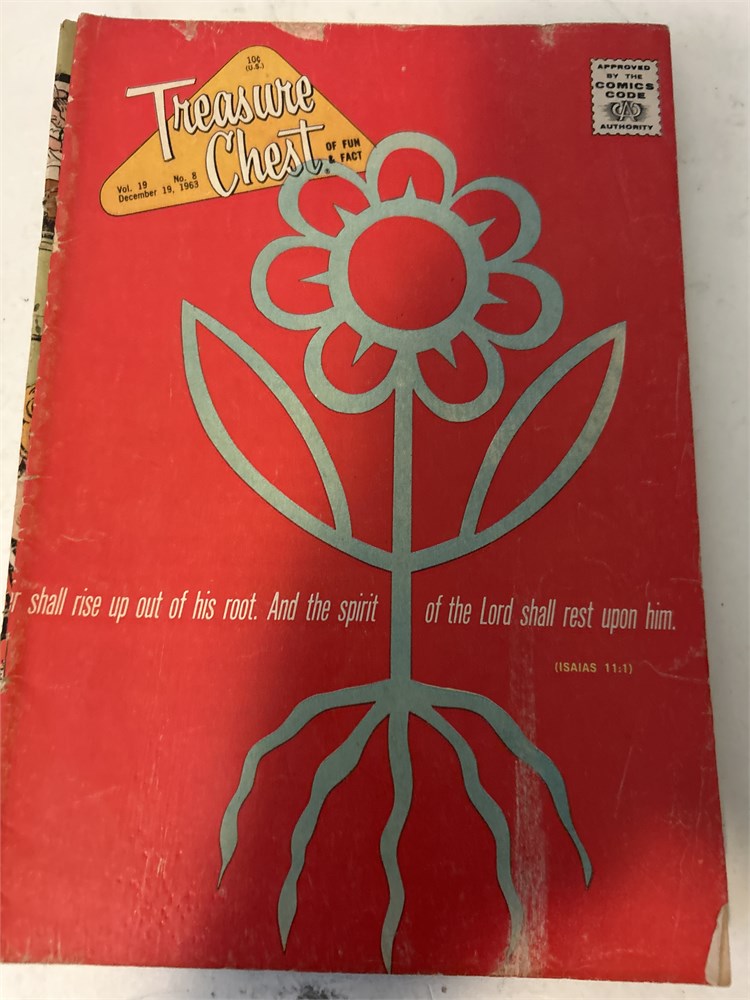 10¢
(U.S.)
Treasure
Chest
OF FUN
& FACT
Vol. 19 No. 8
December 19, 1963
APPROVED
BY THE
COMICS
CODE
CA
AUTHORITY
shall rise up out of his root. And the spirit of the Lord shall rest upon him.
(ISAIAS 11:1)